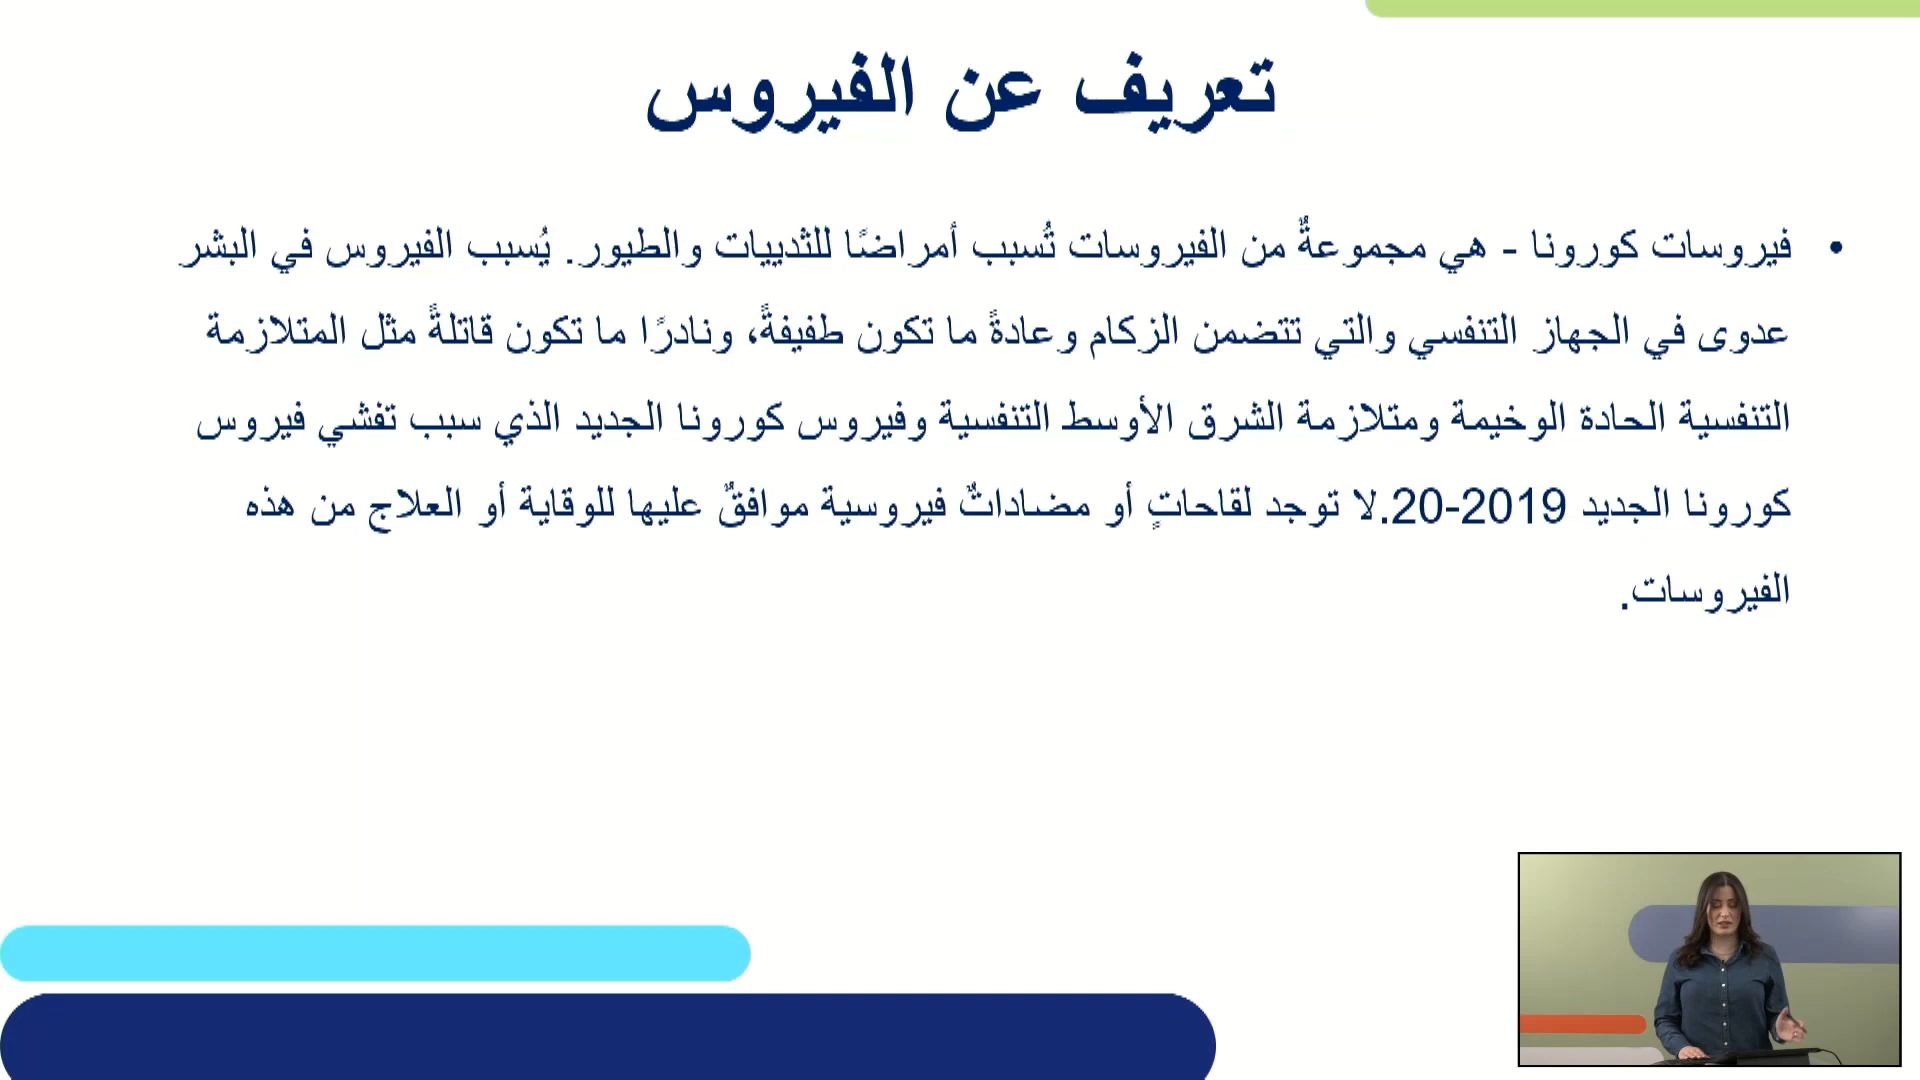 تعريف عن الفيروس
• فيروسات كورونا - هي مجموعةٌ من الفيروسات تُسبب أمراضًا للثدييات والطيور. يُسبب الفيروس في البشر
عدوى في الجهاز التنفسي والتي تتضمن الزكام وعادةً ما تكون طفيفةً، ونادرًا ما تكون قاتلةً مثل المتلازمة
التنفسية الحادة الوخيمة ومتلازمة الشرق الأوسط التنفسية وفيروس كورونا الجديد الذي سبب تفشي فيروس
كورونا الجديد 2019-20.لا توجد لقاحاتٍ أو مضاداتٌ فيروسية موافقٌ عليها للوقاية أو العلاج من هذه
الفيروسات.